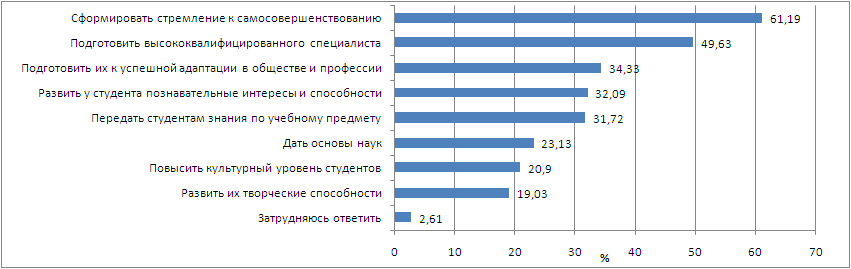 Сформировать стремление к самосовершенствованию 61,19
Подготовить высококвалифицированного специалиста 49,63
Подготовить их к успешной адаптации в обществе и профессии 34,33
Развить у студента познавательные интересы и способности 32,09
Передать студентам знания по учебному предмету 31,72
Дать основы наук 23,13
Повысить культурный уровень студентов 20,9
Развить их творческие способности 19,03
Затрудняюсь ответить 2,61
0 10 20 30 40 50 60 70
%